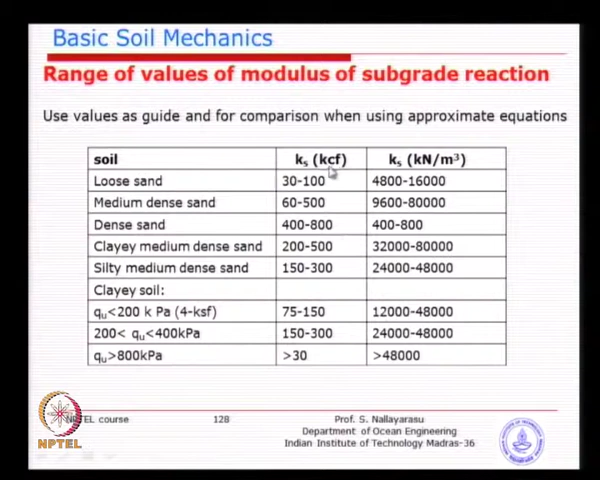 Basic Soil Mechanics
Range of values of modulus of subgrade reaction
Use values as guide and for comparison when using approximate equations
soil ks (kcf) ks (kN/m³)
Loose sand 30-100 4800-16000
Medium dense sand 60-500 9600-80000
Dense sand 400-800 400-800
Clayey medium dense sand 200-500 32000-80000
Silty medium dense sand 150-300 24000-48000
Clayey soil:
qu<200 k Pa (4-ksf) 75-150 12000-48000
200< qu<400kPa 150-300 24000-48000
qu>800kPa >30 >48000
NPTEL course 128 Prof. S. Nallayarasu
Department of Ocean Engineering
Indian Institute of Technology Madras-36
NPTEL